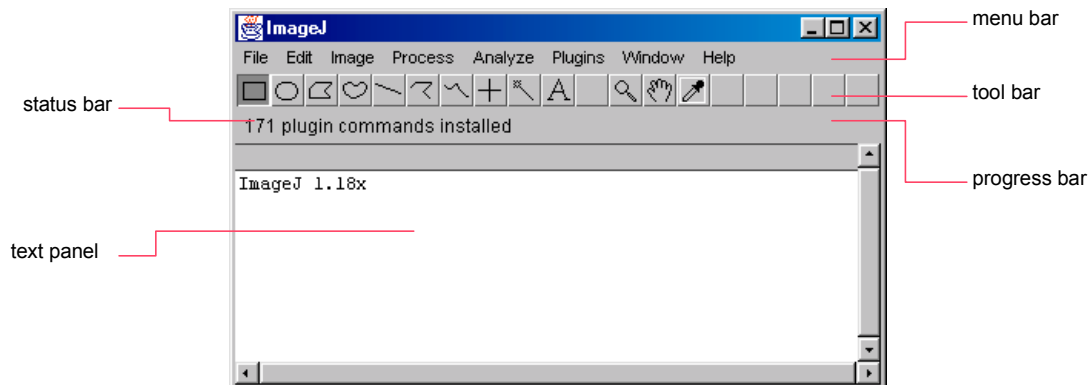 ImageJ
menu bar
File Edit Image Process Analyze Plugins Window Help
A
tool bar
status bar
171 plugin commands installed
progress bar
ImageJ 1.18x
text panel